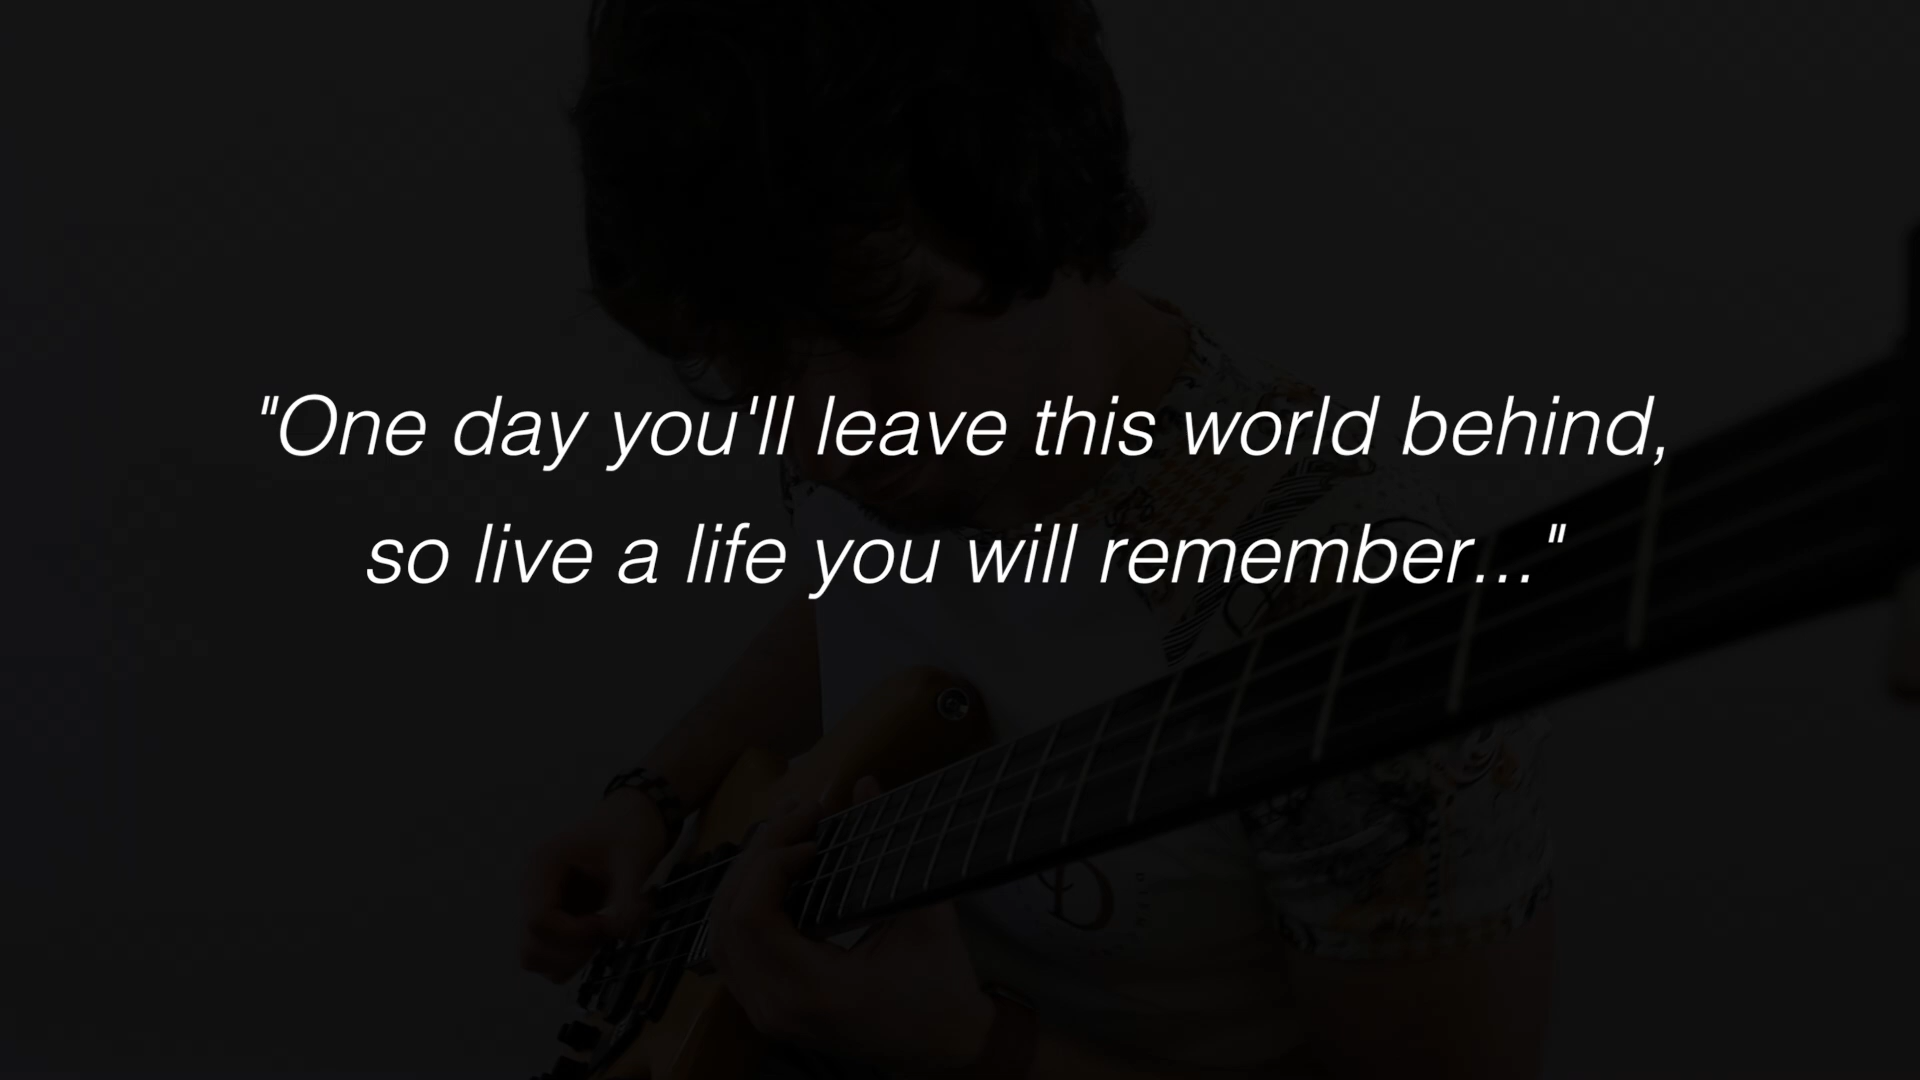 "One day you'll leave this world behind,
so live a life you will remember..."